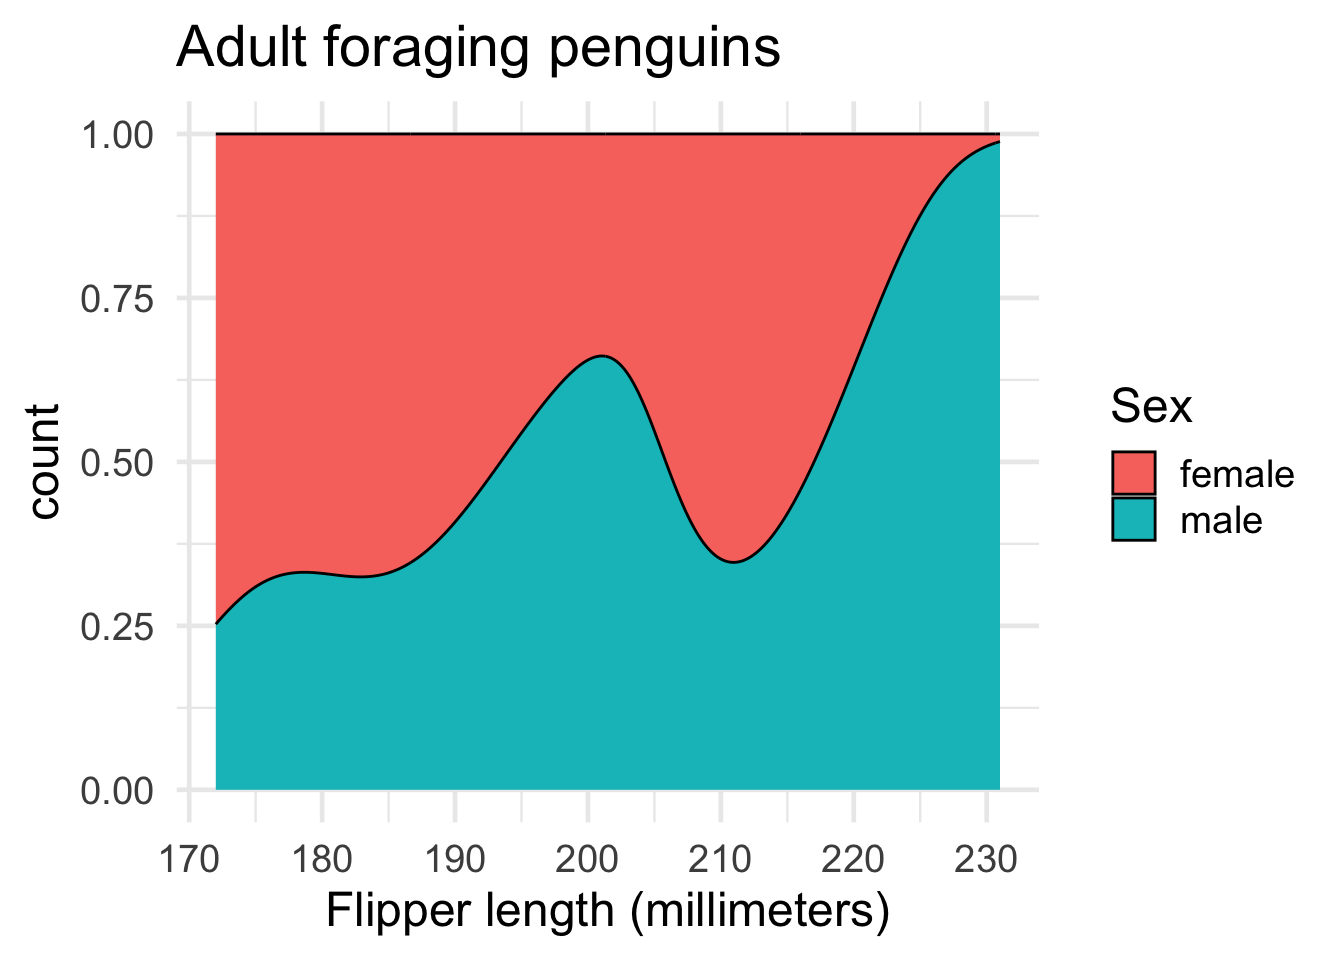 Adult foraging penguins
1.00
0.75
0.50
0.25
0.00
count
170 180 190 200 210 220 230
Flipper length (millimeters)
Sex
female
male